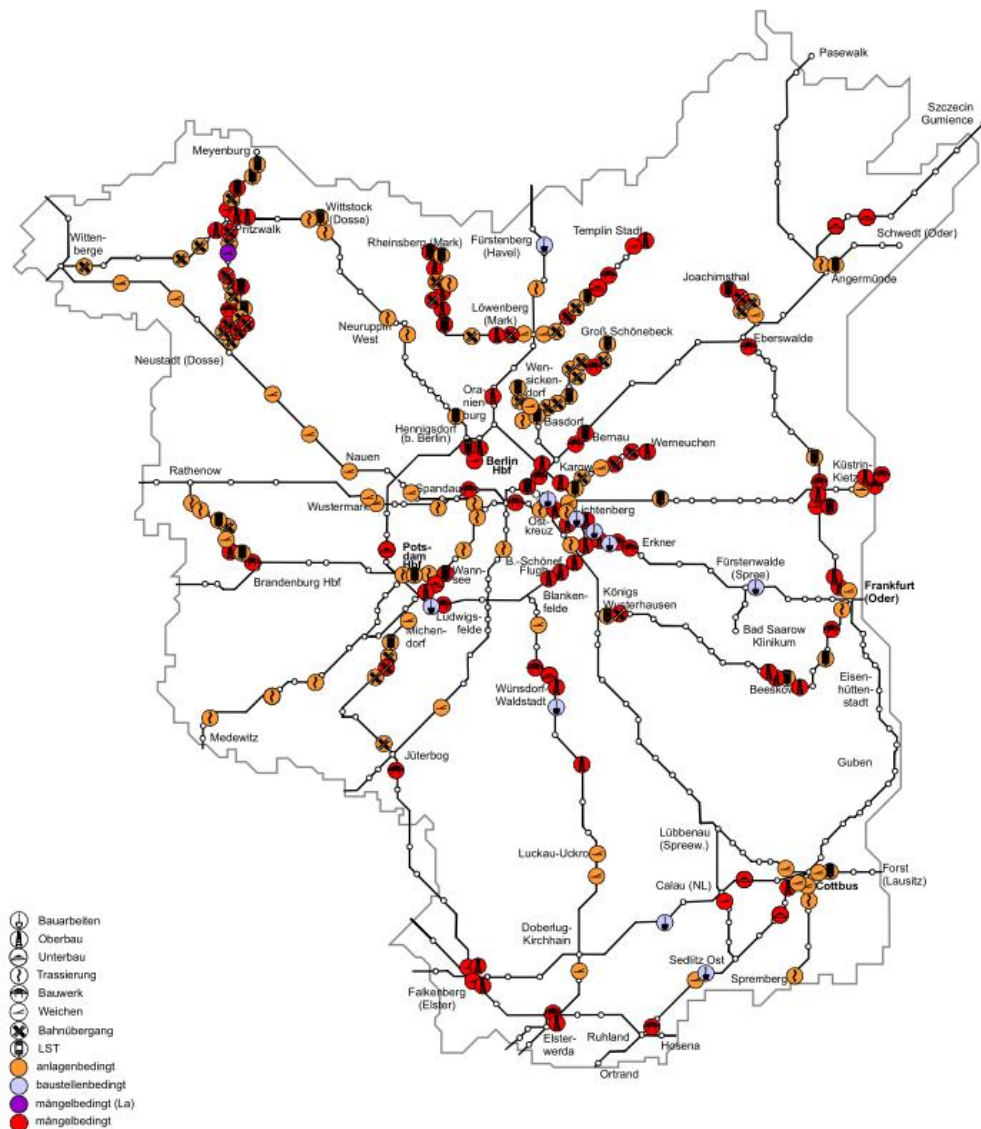 Pasewalk
Szczecin
Gumience
Meyenburg
Wittstock
(Dosse)
Pritzwalk
Rheinsberg (Mark)
Fürstenberg
(Havel)
Templin Stadt
Schwedt (Oder)
Angermünde
Witten-
berge
Joachimsthal
Löwenberg
(Mark)
Neuruppin
West
Groß Schönebeck
Eberswalde
Neustadt (Dosse)
Wen-
sickken-
dorf
Ora-
nien
burg
Basdorf
Hennigsdorf
(b. Berlin)
Bernau
Werneuchen
Nauen
Berlin
Hbf
Karow
Küstrin-
Kietz
Rathenow
Spandau
Wustermark
Lichtenberg
Ost-
kreuz
Erkner
Potsdam
Hbf
Wann-
see
B.-Schönef
Flugh
Fürstenwalde
(Spree)
Brandenburg Hbf
Blanken-
felde
Königs
Wusterhausen
Frankfurt
(Oder)
Ludwigs-
felde
Michen-
dorf
Bad Saarow
Klinikum
Wünsdorf
Waldstadt
Beeskow
Eisen-
hütten-
stadt
Medewitz
Jüterbog
Guben
Lübbenau
(Spreew.)
Luckau-Uckro
Calau (NL)
Forst
(Lausitz)
Cottbus
Doberlug-
Kirchhain
Sedlitz Ost
Spremberg
Falkenberg
(Elster)
Elster-
werda
Ruhland
Hosena
Ortrand
Bauarbeiten
Oberbau
Unterbau
Trassierung
Bauwerk
Weichen
Bahnübergang
LST
anlagenbedingt
baustellenbedingt
mängelbedingt (La)
mängelbedingt